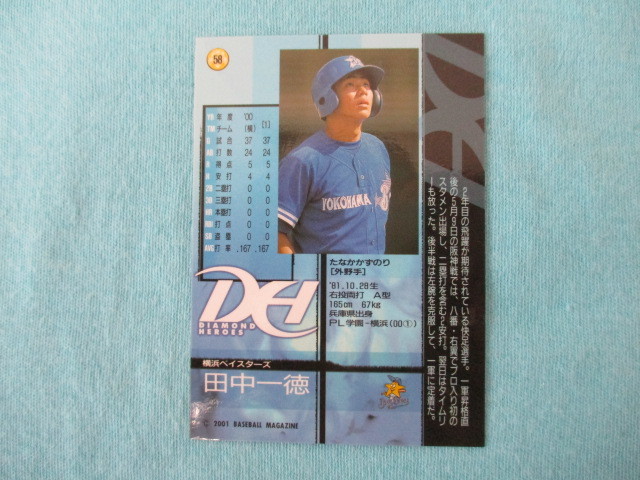 58
年度 '00
チーム (横) (1)
試合 37 37
打数 24 24
得点 5 5
安打 4 4
二塁打 0 0
三塁打 0 0
本塁打 0 0
打点 0 0
盗塁 0 0
AVG 打率 .167 .167
YOKOHAMA
たなかかずのり
[外野手]
'81.10.28生
右投両打 A型
165cm 67kg
兵庫県出身
PL学園-横浜(00①)
DH
DIAMOND
HEROES
横浜ベイスターズ
田中一徳
© 2001 BASEBALL MAGAZINE
2年目の飛躍が期待されている快足選手。一軍昇格直
後の5月9日の阪神戦では、八番・右翼でプロ入り初の
スタメン出場し、二塁打を含む2安打。翌日はタイムリ
ーも放った。後半戦は左腕を克服して、一軍に定着だ。